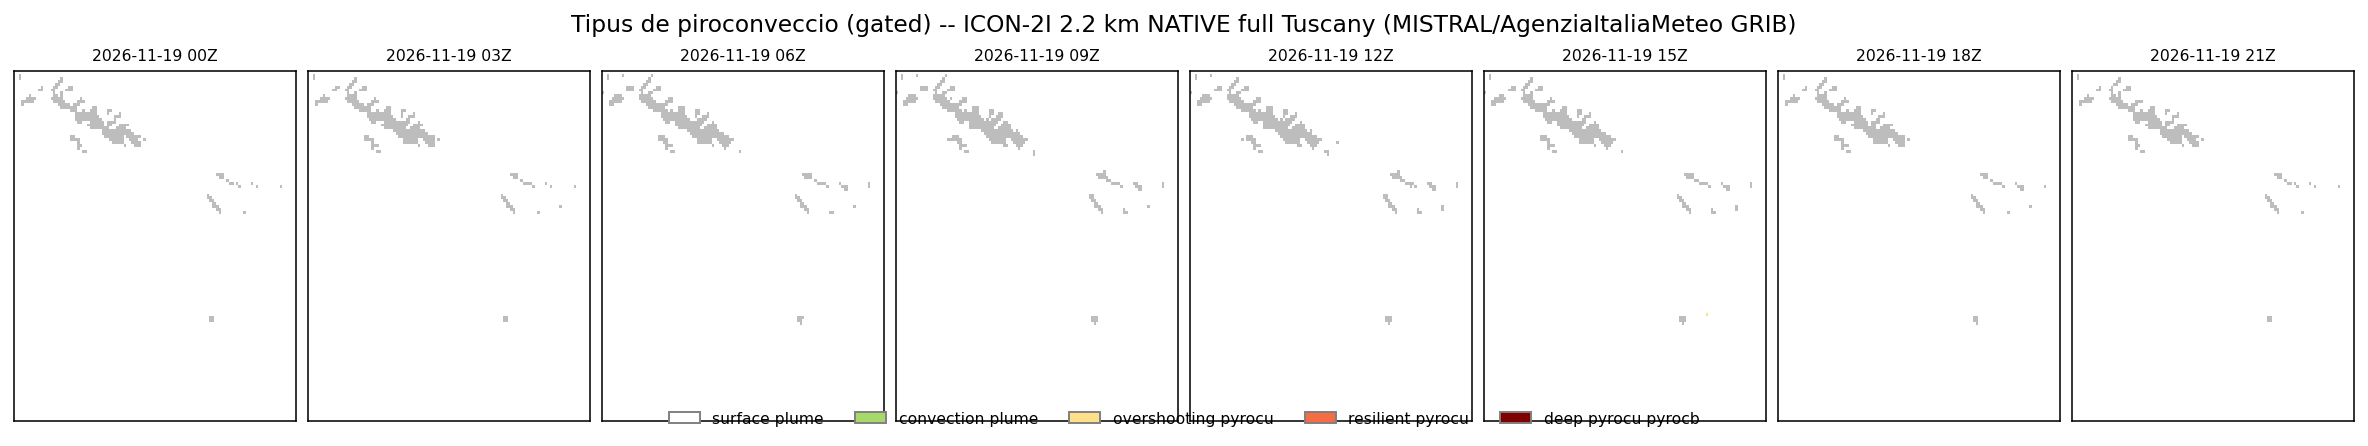 Tipus de piroconveccio (gated) -- ICON-2I 2.2 km NATIVE full Tuscany (MISTRAL/AgenziaItaliaMeteo GRIB)
2026-11-19 00Z
2026-11-19 03Z
2026-11-19 06Z
2026-11-19 09Z
2026-11-19 12Z
2026-11-19 15Z
2026-11-19 18Z
2026-11-19 21Z
surface plume
convection plume
overshooting pyrocu
resilient pyrocu
deep pyrocu pyrocb